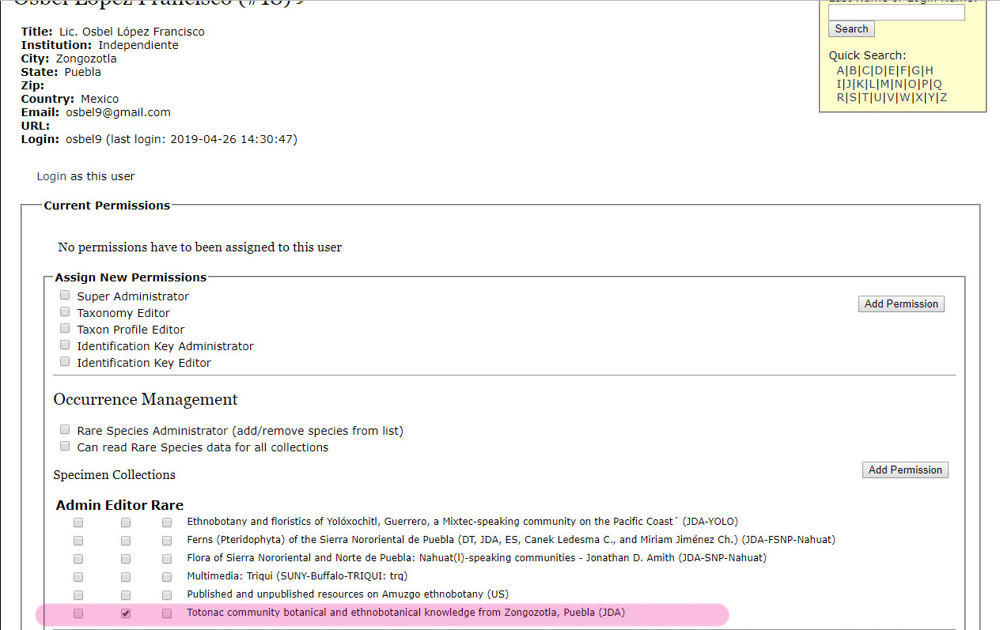 Osbel López Francisco (#
Last Name or Login Name:
Search
Quick Search:
A|B|C|D|E|F|G|H
I|J|K|L|M|N|O|P|Q
R|S|T|U|V|W|X|Y|Z
Title: Lic. Osbel López Francisco
Institution: Independiente
City: Zongozotla
State: Puebla
Zip:
Country: Mexico
Email: osbel9@gmail.com
URL:
Login: osbel9 (last login: 2019-04-26 14:30:47)
Login as this user
Current Permissions
No permissions have to been assigned to this user
Assign New Permissions
Super Administrator
Add Permission
Taxonomy Editor
Taxon Profile Editor
Identification Key Administrator
Identification Key Editor
Occurrence Management
Rare Species Administrator (add/remove species from list)
Can read Rare Species data for all collections
Specimen Collections
Add Permission
Admin Editor Rare
Ethnobotany and floristics of Yolóxochitl, Guerrero, a Mixtec-speaking community on the Pacific Coast´ (JDA-YOLO)
Ferns (Pteridophyta) of the Sierra Nororiental de Puebla (DT, JDA, ES, Canek Ledesma C., and Miriam Jiménez Ch.) (JDA-FSNP-Nahuat)
Flora of Sierra Nororiental and Norte de Puebla: Nahuat(l)-speaking communities - Jonathan D. Amith (JDA-SNP-Nahuat)
Multimedia: Triqui (SUNY-Buffalo-TRIQUI: trq)
Published and unpublished resources on Amuzgo ethnobotany (US)
Totonac community botanical and ethnobotanical knowledge from Zongozotla, Puebla (JDA)